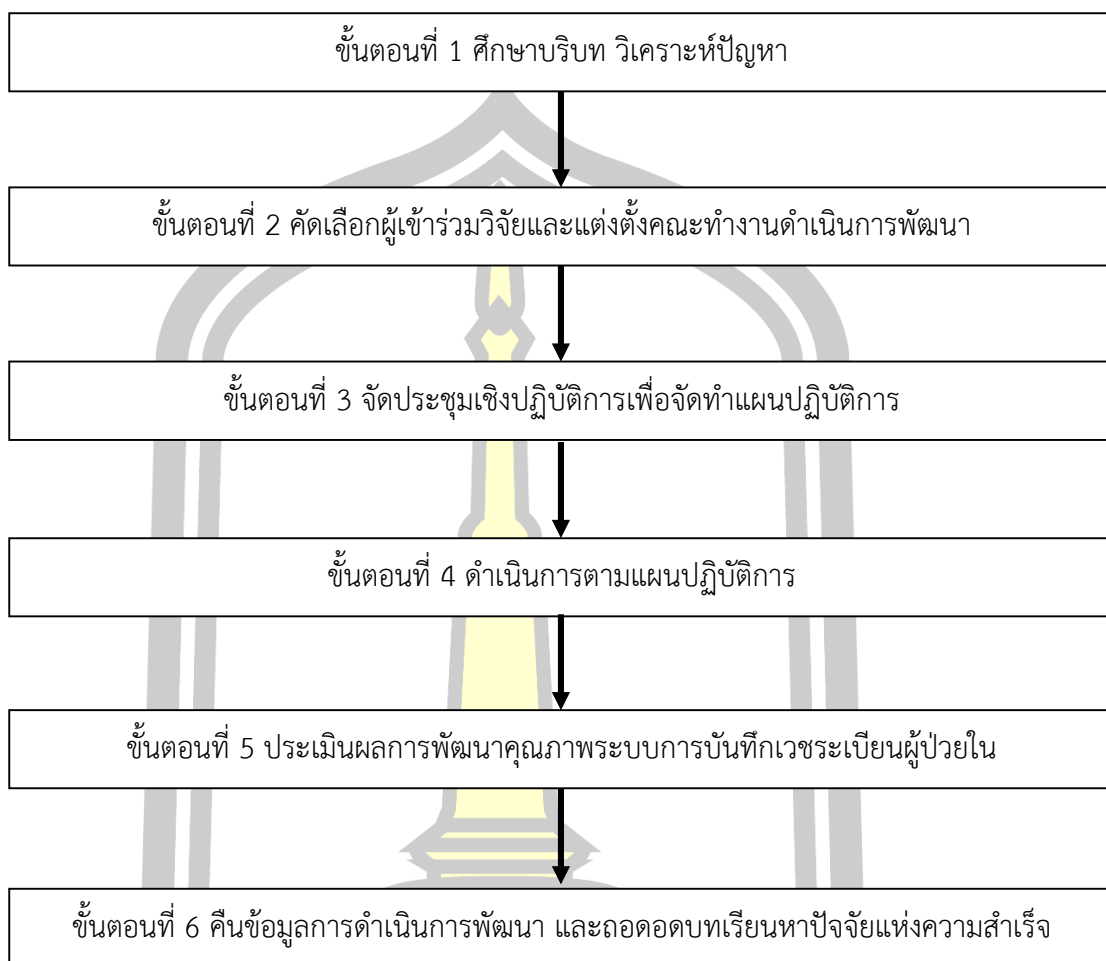 ขั้นตอนที่ 1 ศึกษาบริบท วิเคราะห์ปัญหา
ขั้นตอนที่ 2 คัดเลือกผู้เข้าร่วมวิจัยและแต่งตั้งคณะทำงานดำเนินการพัฒนา
ขั้นตอนที่ 3 จัดประชุมเชิงปฏิบัติการเพื่อจัดทำแผนปฏิบัติการ
ขั้นตอนที่ 4 ดำเนินการตามแผนปฏิบัติการ
ขั้นตอนที่ 5 ประเมินผลการพัฒนาคุณภาพระบบการบันทึกเวชระเบียนผู้ป่วยใน
ขั้นตอนที่ 6 คืนข้อมูลการดำเนินการพัฒนา และถอดอดบทเรียนหาปัจจัยแห่งความสำเร็จ